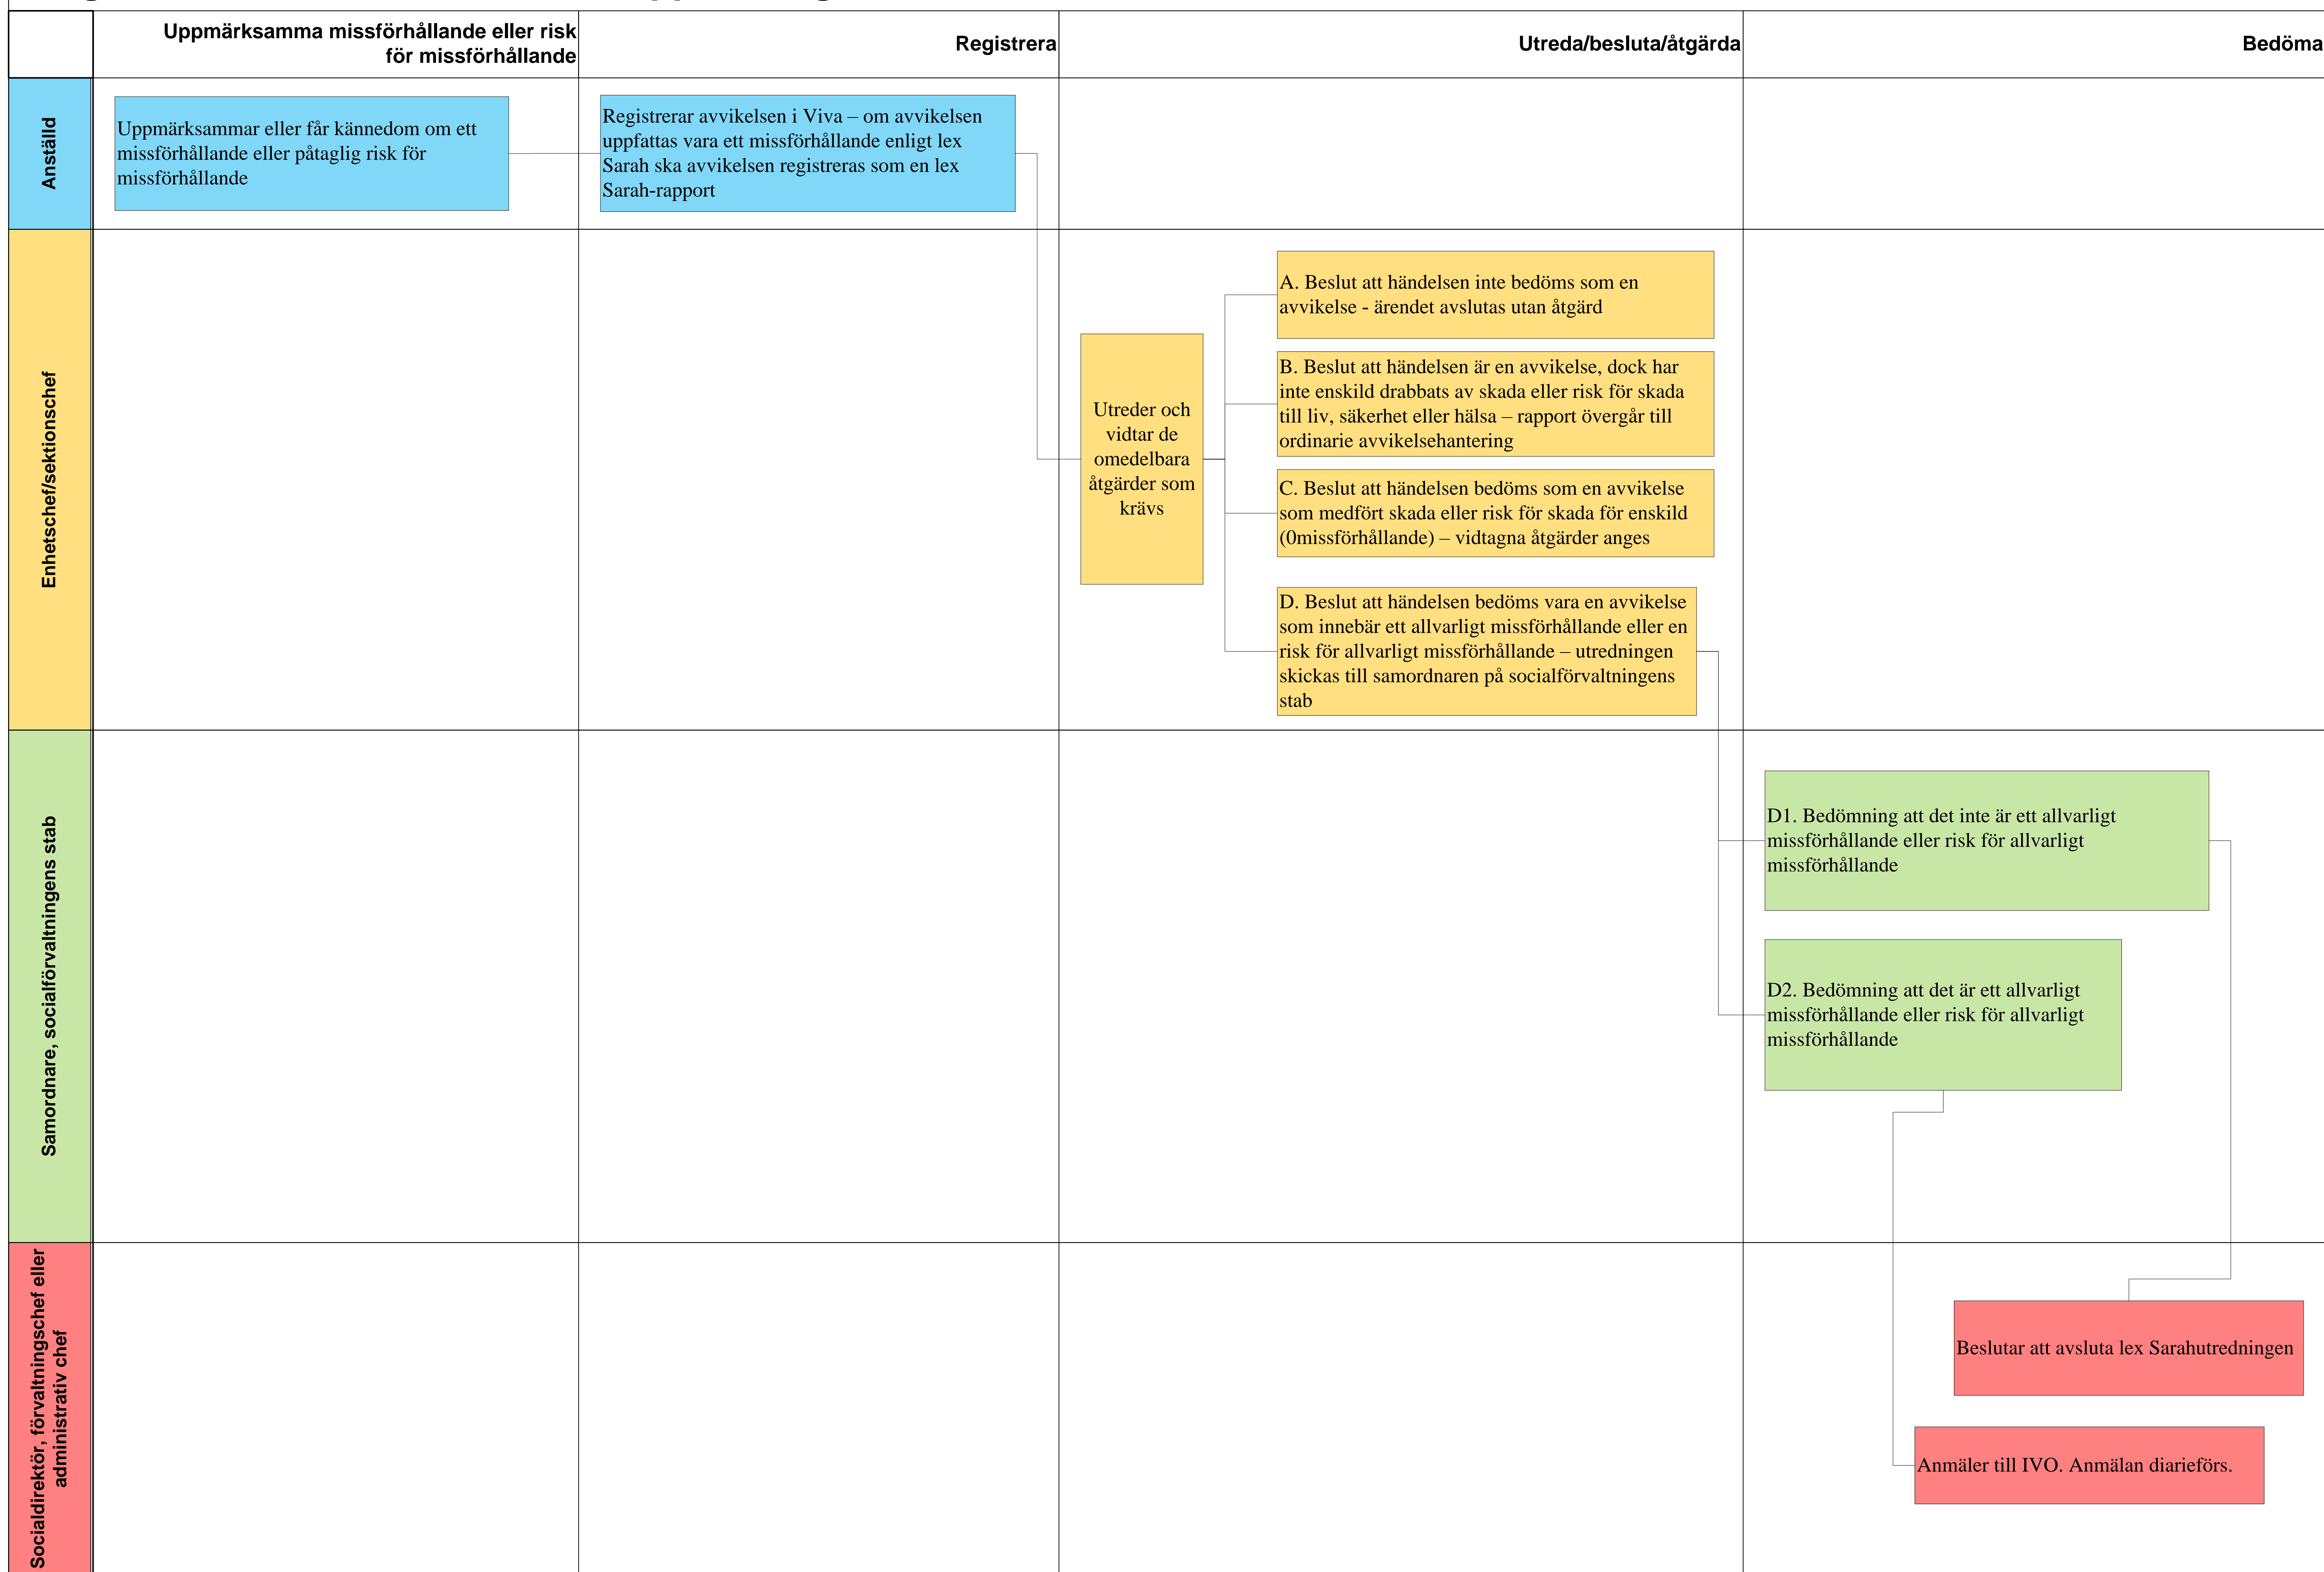 Uppmärksamma missförhållande eller risk
för missförhållande
Registrera
Utreda/besluta/åtgärda
Bedöma
Anställd
Uppmärksammar eller får kännedom om ett
missförhållande eller påtaglig risk för
missförhållande
Registrerar avvikelsen i Viva – om avvikelsen
uppfattas vara ett missförhållande enligt lex
Sarah ska avvikelsen registreras som en lex
Sarah-rapport
Enhetschef/sektionschef
Utreder och
vidtar de
omedelbara
åtgärder som
krävs
A. Beslut att händelsen inte bedöms som en
avvikelse - ärendet avslutas utan åtgärd
B. Beslut att händelsen är en avvikelse, dock har
inte enskild drabbats av skada eller risk för skada
till liv, säkerhet eller hälsa – rapport övergår till
ordinarie avvikelsehantering
C. Beslut att händelsen bedöms som en avvikelse
som medfört skada eller risk för skada för enskild
(0missförhållande) – vidtagna åtgärder anges
D. Beslut att händelsen bedöms vara en avvikelse
som innebär ett allvarligt missförhållande eller en
risk för allvarligt missförhållande – utredningen
skickas till samordnaren på socialförvaltningens
stab
Samordnare, socialförvaltningens stab
D1. Bedömning att det inte är ett allvarligt
missförhållande eller risk för allvarligt
missförhållande
D2. Bedömning att det är ett allvarligt
missförhållande eller risk för allvarligt
missförhållande
Socialdirektör, förvaltningschef eller
administrativ chef
Beslutar att avsluta lex Sarahutredningen
Anmäler till IVO. Anmälan diarieförs.